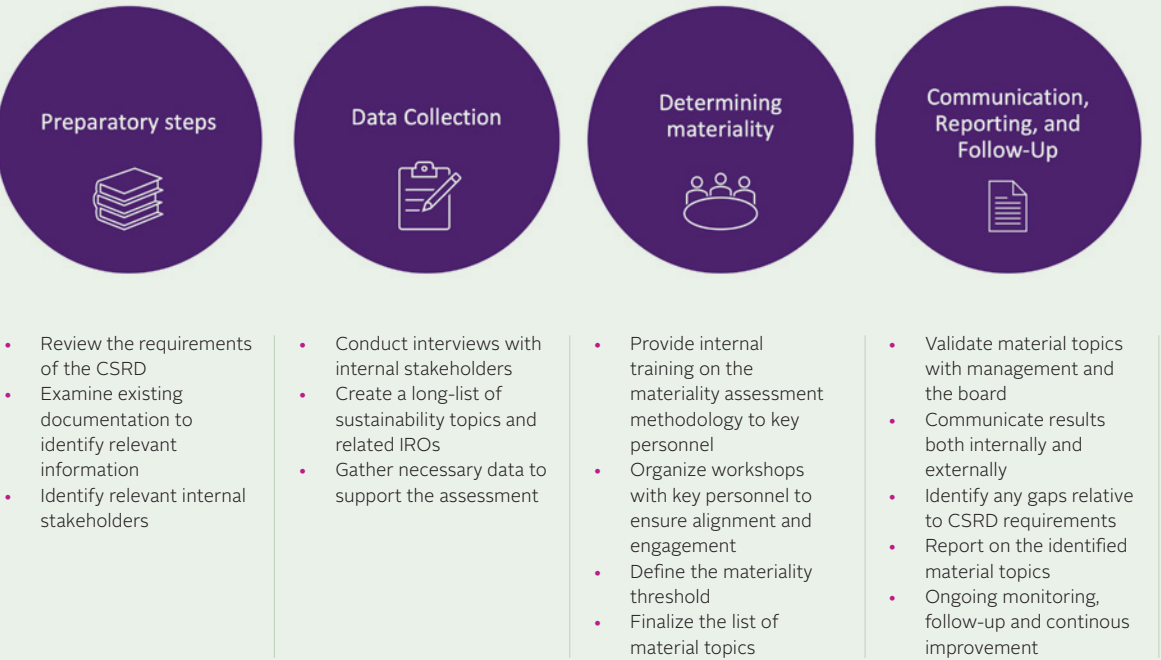 Preparatory steps
Data Collection
Determining
materiality
Communication,
Reporting, and
Follow-Up
• Review the requirements
of the CSRD
• Examine existing
documentation to
identify relevant
information
• Identify relevant internal
stakeholders
• Conduct interviews with
internal stakeholders
• Create a long-list of
sustainability topics and
related IROs
• Gather necessary data to
support the assessment
• Provide internal
training on the
materiality assessment
methodology to key
personnel
• Organize workshops
with key personnel to
ensure alignment and
engagement
• Define the materiality
threshold
• Finalize the list of
material topics
• Validate material topics
with management and
the board
• Communicate results
both internally and
externally
• Identify any gaps relative
to CSRD requirements
• Report on the identified
material topics
• Ongoing monitoring,
follow-up and continous
improvement